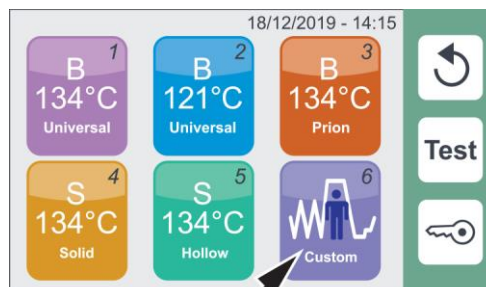 18/12/2019 - 14:15
1
B
134°C
Universal
2
B
121°C
Universal
3
B
134°C
Prion
4
S
134°C
Solid
5
S
134°C
Hollow
6
Custom
Test